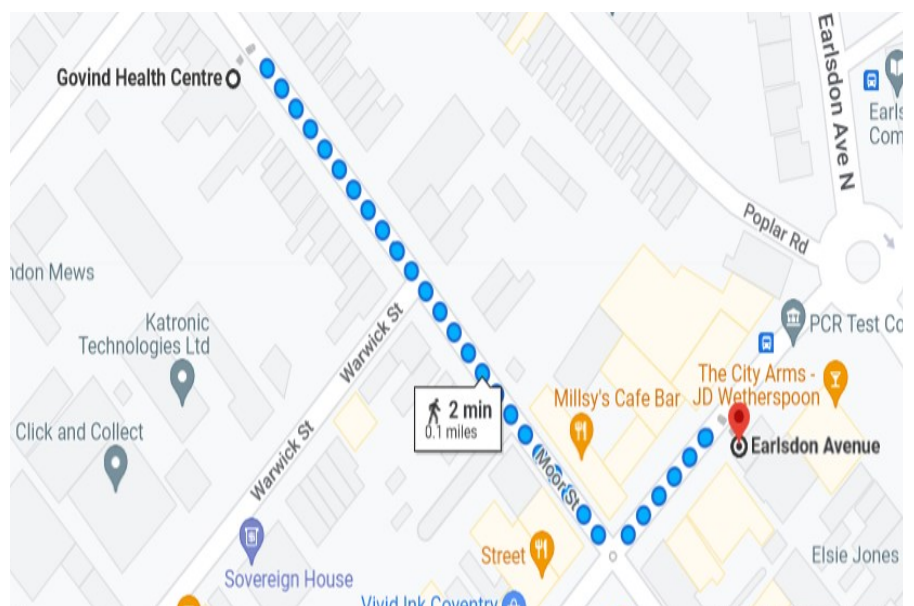 Govind Health Centre
Earlsdon Ave N
Earls
Com
Poplar Rd
ndon Mews
Katronic
Technologies Ltd
Warwick St
PCR Test Co
The City Arms -
JD Wetherspoon
2 min
0.1 miles
Millsy's Cafe Bar
Click and Collect
Earlsdon Avenue
Warwick St
Moor St
Street
Elsie Jones
Sovereign House
Vivid Ink Coventry